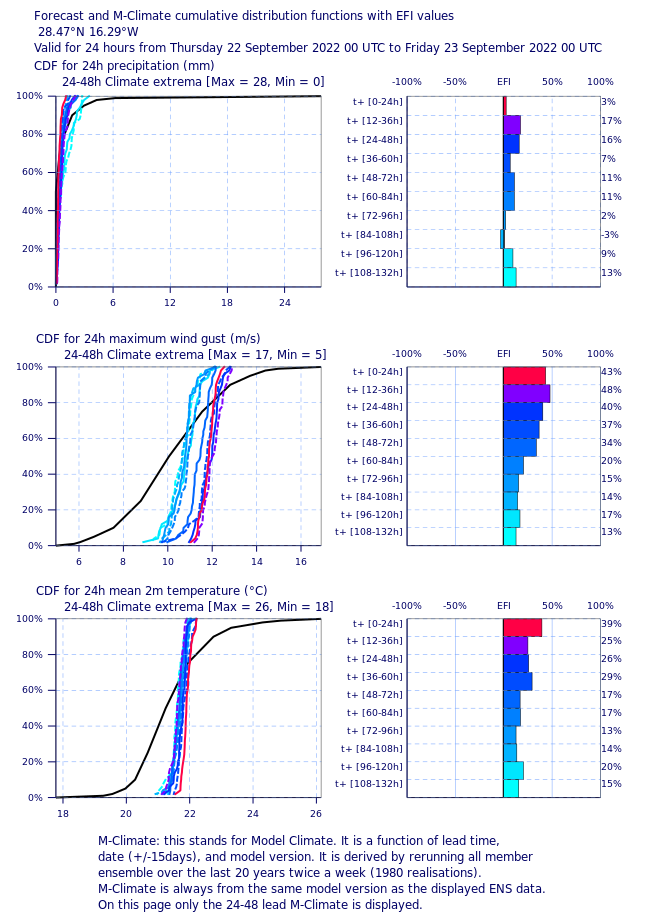 Forecast and M-Climate cumulative distribution functions with EFI values
28.47°N 16.29°W
Valid for 24 hours from Thursday 22 September 2022 00 UTC to Friday 23 September 2022 00 UTC
CDF for 24h precipitation (mm)
24-48h Climate extrema [Max = 28, Min = 0]
-100% -50% EFI 50% 100%
100%
80%
60%
40%
20%
0%
0 6 12 18 24
t+ [0-24h] 3%
t+ [12-36h] 17%
t+ [24-48h] 16%
t+ [36-60h] 7%
t+ [48-72h] 11%
t+ [60-84h] 11%
t+ [72-96h] 2%
t+ [84-108h] -3%
t+ [96-120h] 9%
t+ [108-132h] 13%
CDF for 24h maximum wind gust (m/s)
24-48h Climate extrema [Max = 17, Min = 5]
-100% -50% EFI 50% 100%
100%
80%
60%
40%
20%
0%
6 8 10 12 14 16
t+ [0-24h] 43%
t+ [12-36h] 48%
t+ [24-48h] 40%
t+ [36-60h] 37%
t+ [48-72h] 34%
t+ [60-84h] 20%
t+ [72-96h] 15%
t+ [84-108h] 14%
t+ [96-120h] 17%
t+ [108-132h] 13%
CDF for 24h mean 2m temperature (°C)
24-48h Climate extrema [Max = 26, Min = 18]
-100% -50% EFI 50% 100%
100%
80%
60%
40%
20%
0%
18 20 22 24 26
t+ [0-24h] 39%
t+ [12-36h] 25%
t+ [24-48h] 26%
t+ [36-60h] 29%
t+ [48-72h] 17%
t+ [60-84h] 17%
t+ [72-96h] 13%
t+ [84-108h] 14%
t+ [96-120h] 20%
t+ [108-132h] 15%
M-Climate: this stands for Model Climate. It is a function of lead time,
date (+/-15days), and model version. It is derived by rerunning all member
ensemble over the last 20 years twice a week (1980 realisations).
M-Climate is always from the same model version as the displayed ENS data.
On this page only the 24-48 lead M-Climate is displayed.